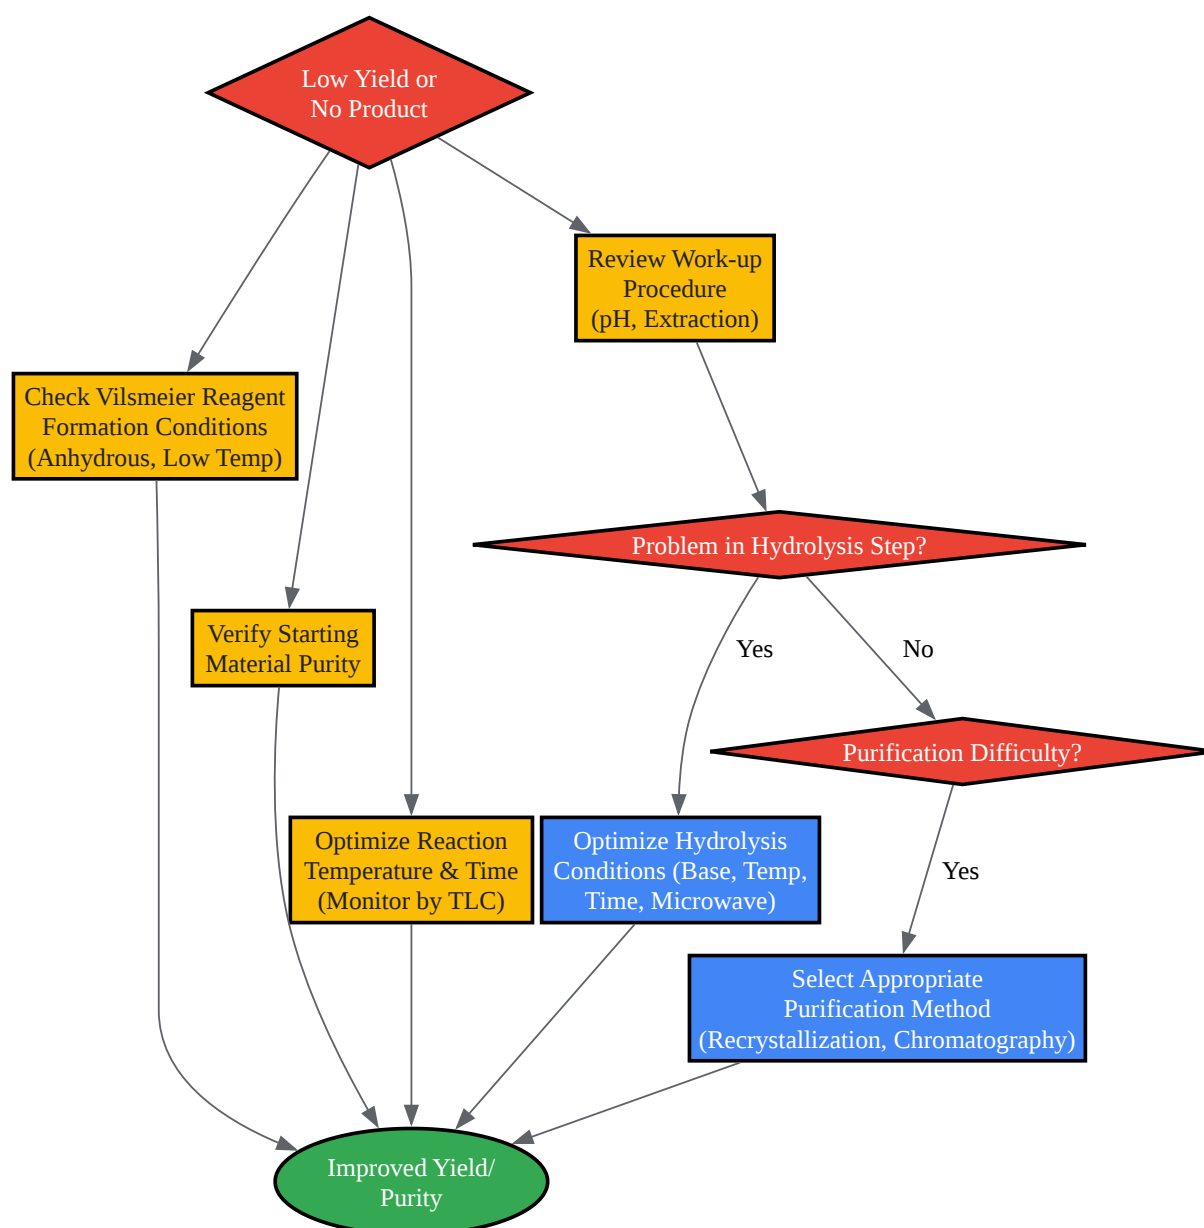 Low Yield or
No Product
Review Work-up
Procedure
(pH, Extraction)
Check Vilsmeier Reagent
Formation Conditions
(Anhydrous, Low Temp)
Problem in Hydrolysis Step?
Verify Starting
Material Purity
Yes
No
Purification Difficulty?
Optimize Reaction
Temperature & Time
(Monitor by TLC)
Optimize Hydrolysis
Conditions (Base, Temp,
Time, Microwave)
Yes
Select Appropriate
Purification Method
(Recrystallization, Chromatography)
Improved Yield/
Purity